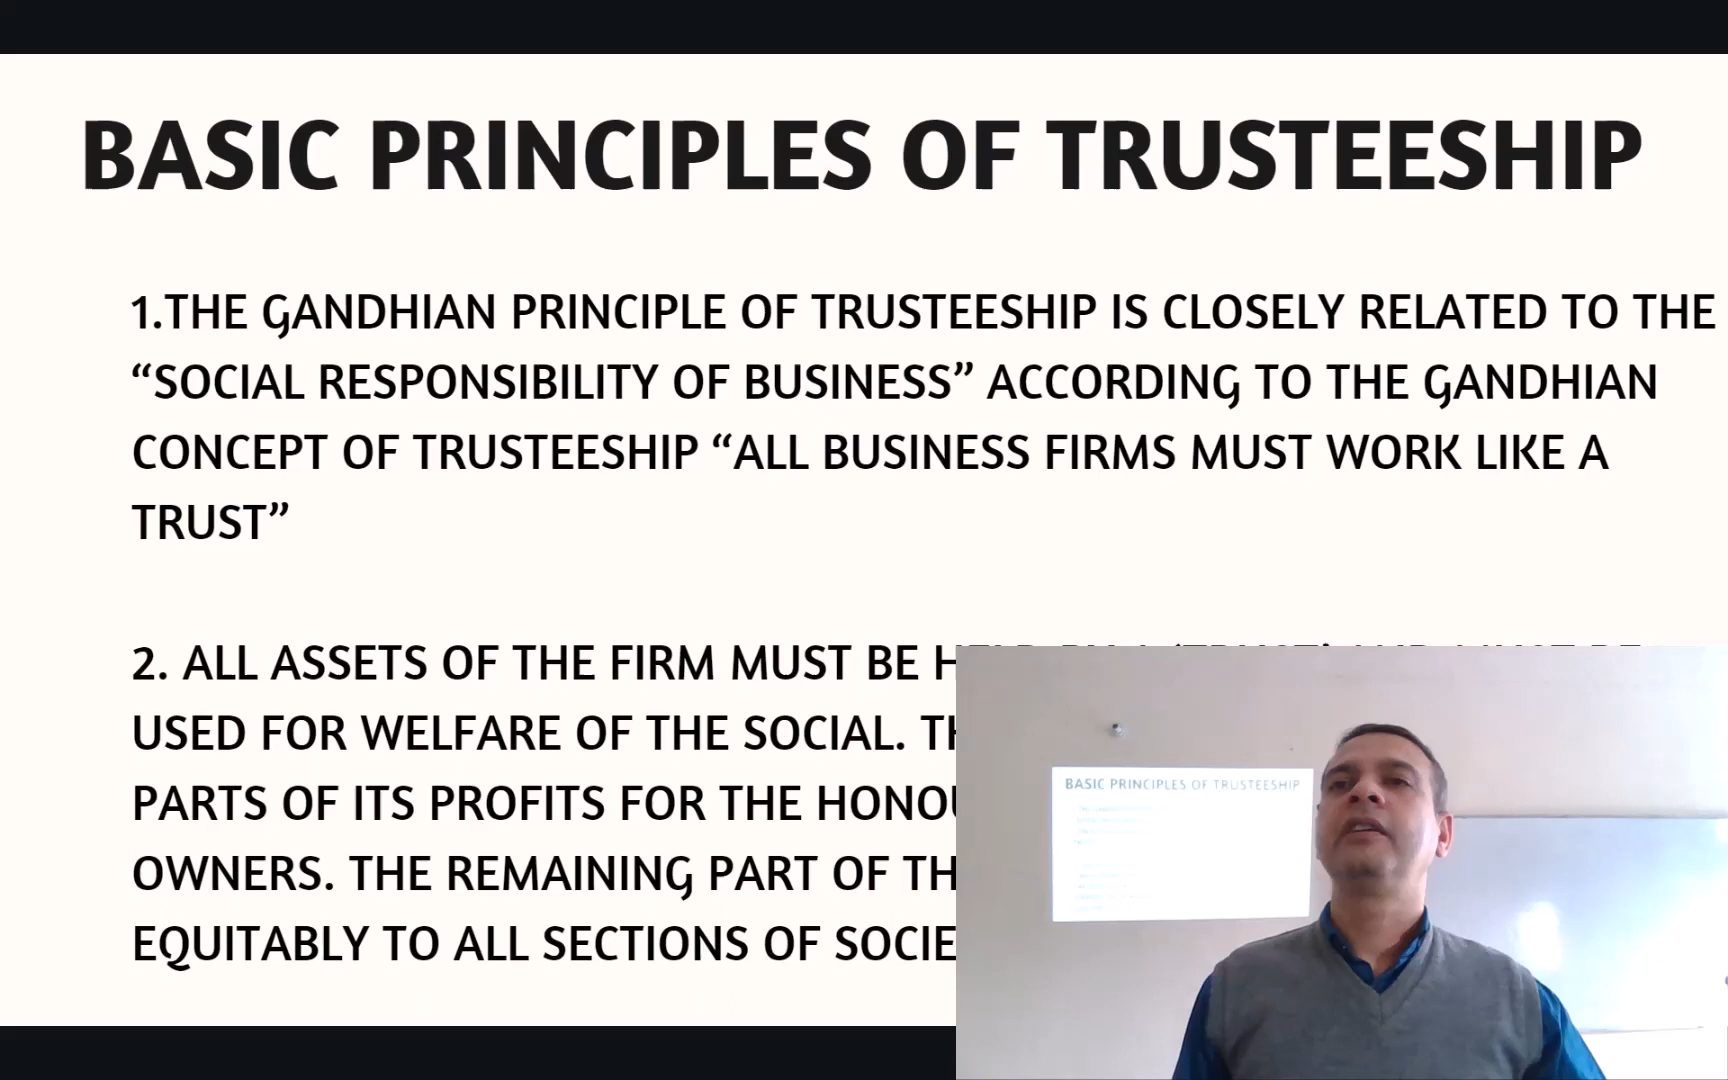 BASIC PRINCIPLES OF TRUSTEESHIP
1.THE GANDHIAN PRINCIPLE OF TRUSTEESHIP IS CLOSELY RELATED TO THE
“SOCIAL RESPONSIBILITY OF BUSINESS” ACCORDING TO THE GANDHIAN
CONCEPT OF TRUSTEESHIP “ALL BUSINESS FIRMS MUST WORK LIKE A
TRUST”
2. ALL ASSETS OF THE FIRM MUST BE
USED FOR WELFARE OF THE SOCIAL.
PARTS OF ITS PROFITS FOR THE
OWNERS. THE REMAINING PART OF
EQUITABLY TO ALL SECTIONS OF
BASIC PRINCIPLES OF TRUSTEESHIP